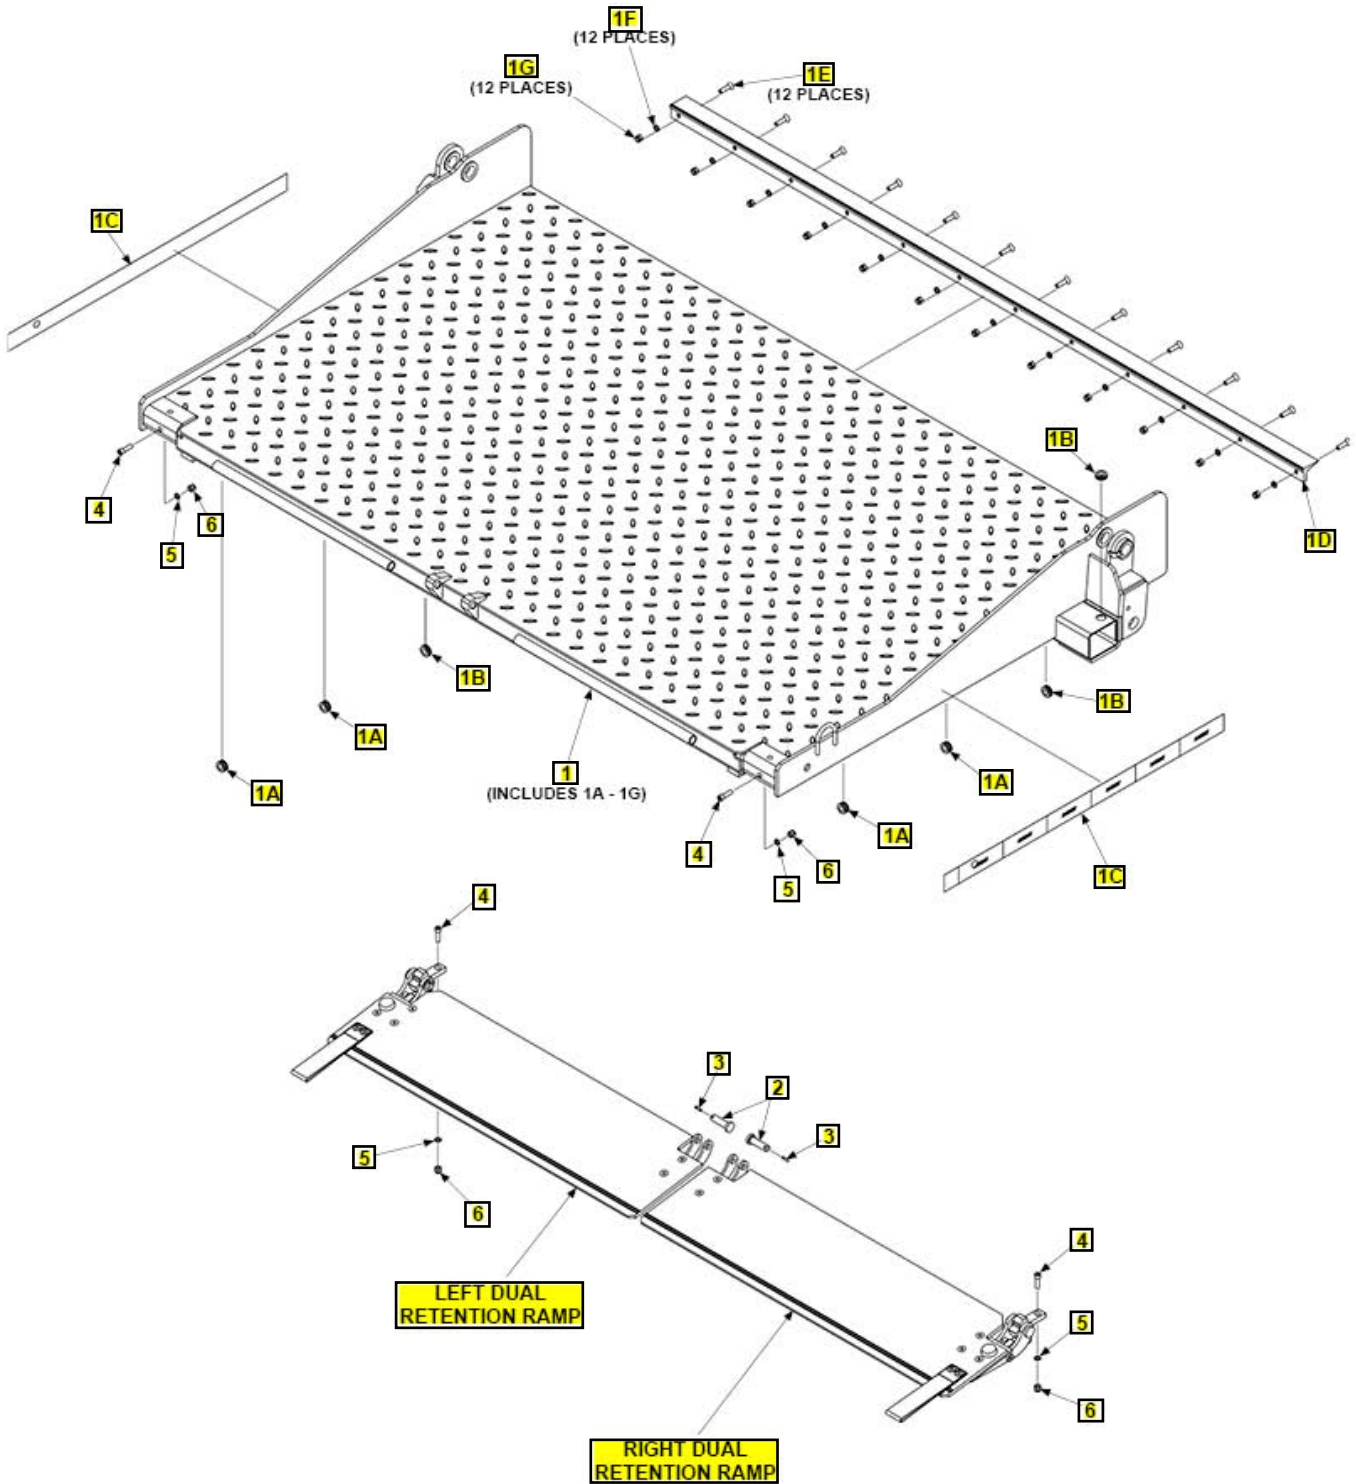 1F
(12 PLACES)
1G
(12 PLACES)
1E
(12 PLACES)
1C
1B
4
6
5
1D
1B
1B
1A
1A
1
(INCLUDES 1A - 1G)
1A
1A
4
6
5
1C
4
3
2
3
5
6
4
LEFT DUAL
RETENTION RAMP
5
6
RIGHT DUAL
RETENTION RAMP